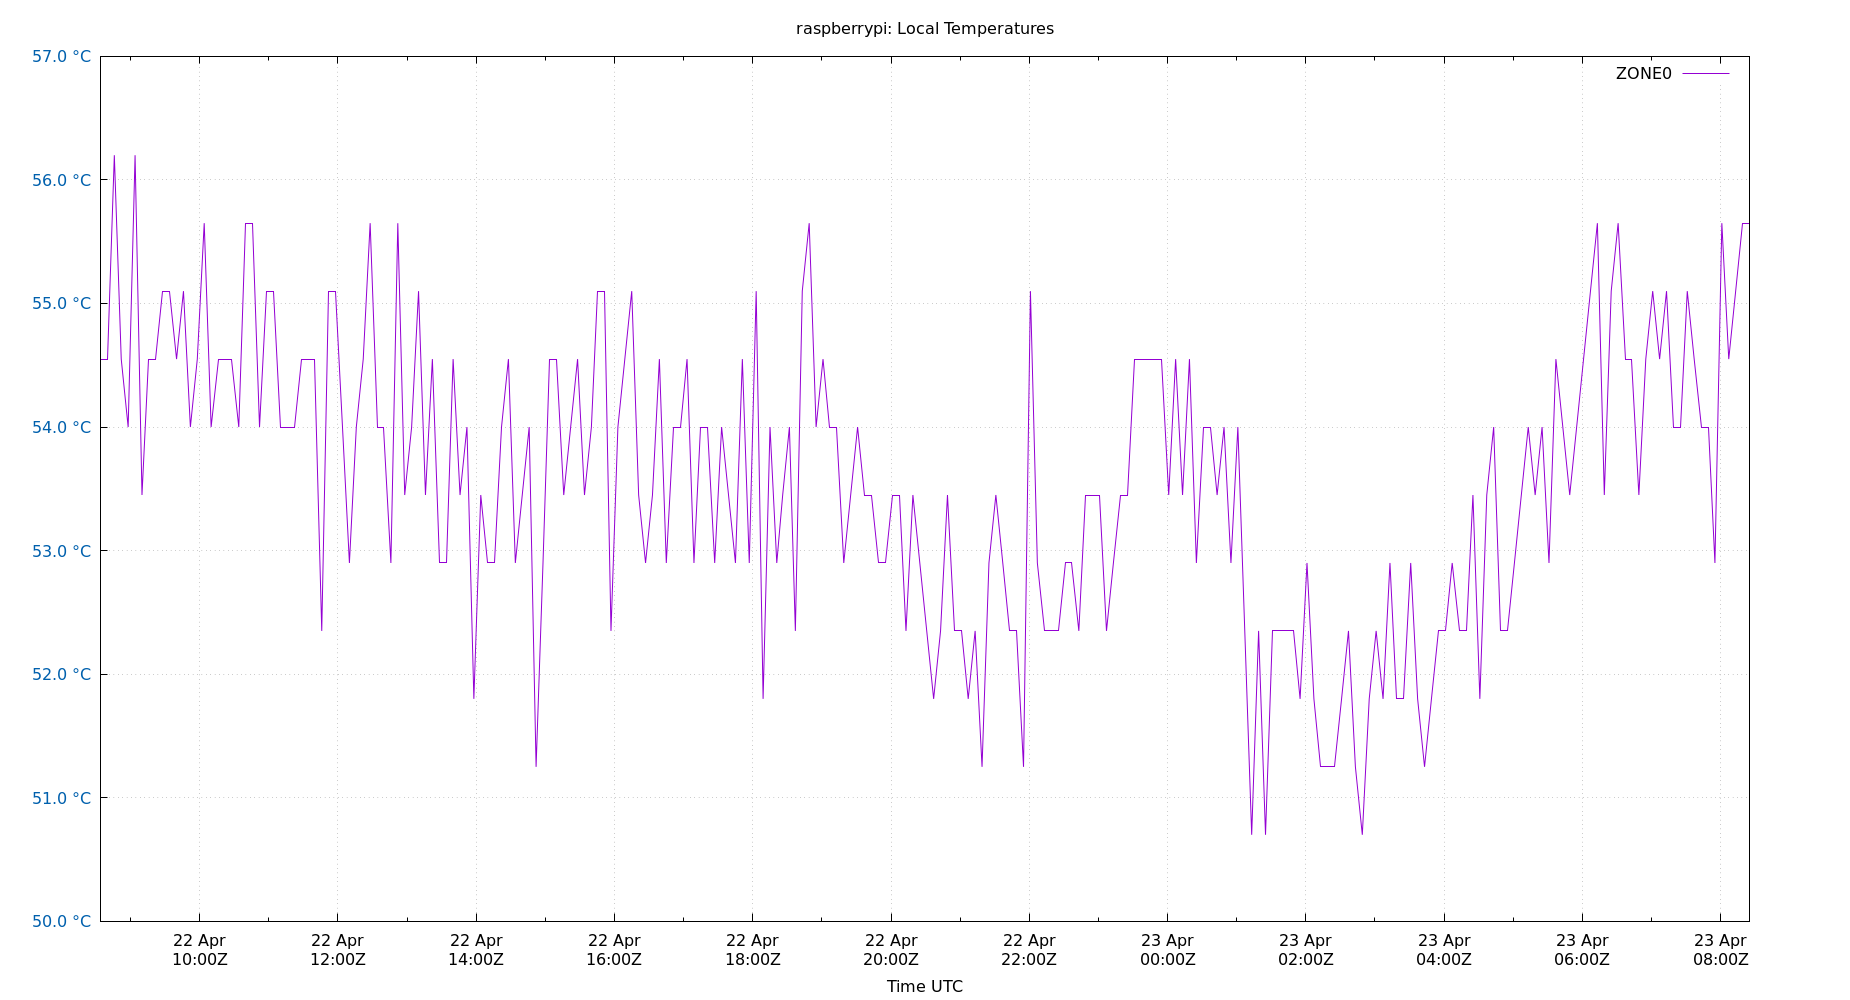 raspberrypi: Local Temperatures
57.0 °C
ZONE0
56.0 °C
55.0 °C
54.0 °C
53.0 °C
52.0 °C
51.0 °C
50.0 °C
22 Apr 22 Apr 22 Apr 22 Apr 22 Apr 22 Apr 22 Apr 23 Apr 23 Apr 23 Apr 23 Apr 23 Apr
10:00Z 12:00Z 14:00Z 16:00Z 18:00Z 20:00Z 22:00Z 00:00Z 02:00Z 04:00Z 06:00Z 08:00Z
Time UTC